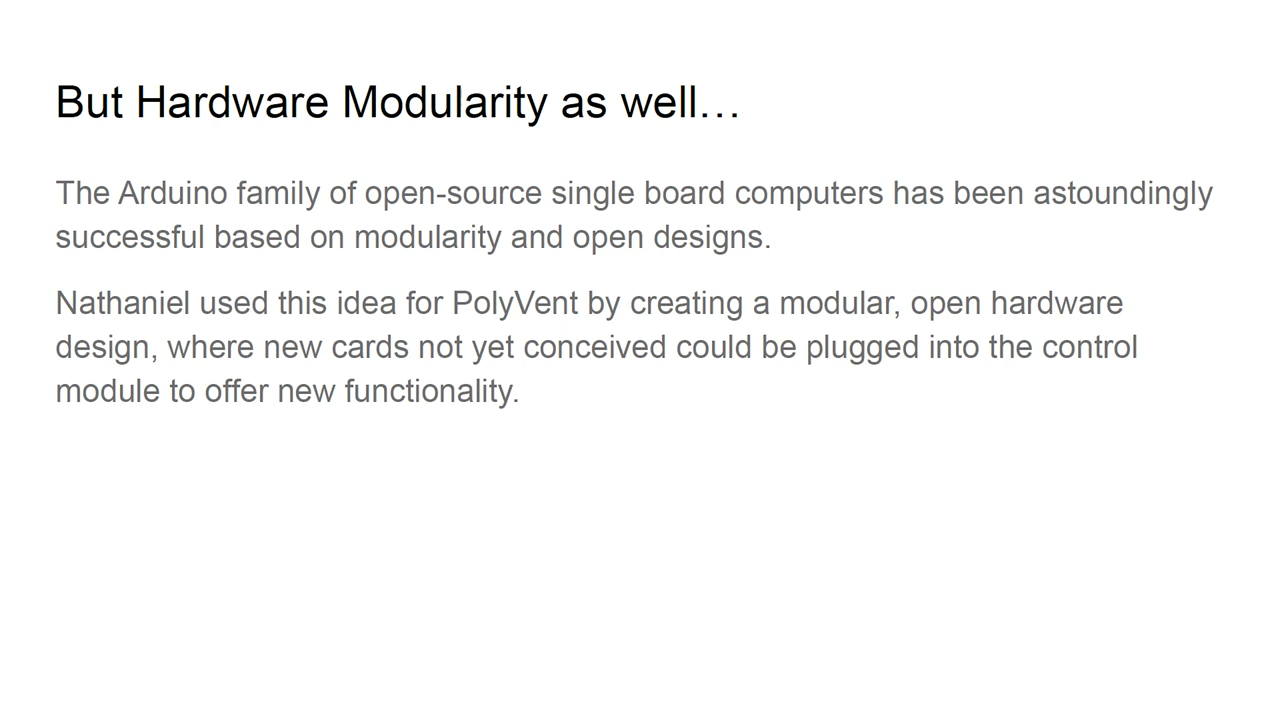 But Hardware Modularity as well…
The Arduino family of open-source single board computers has been astoundingly
successful based on modularity and open designs.
Nathaniel used this idea for PolyVent by creating a modular, open hardware
design, where new cards not yet conceived could be plugged into the control
module to offer new functionality.